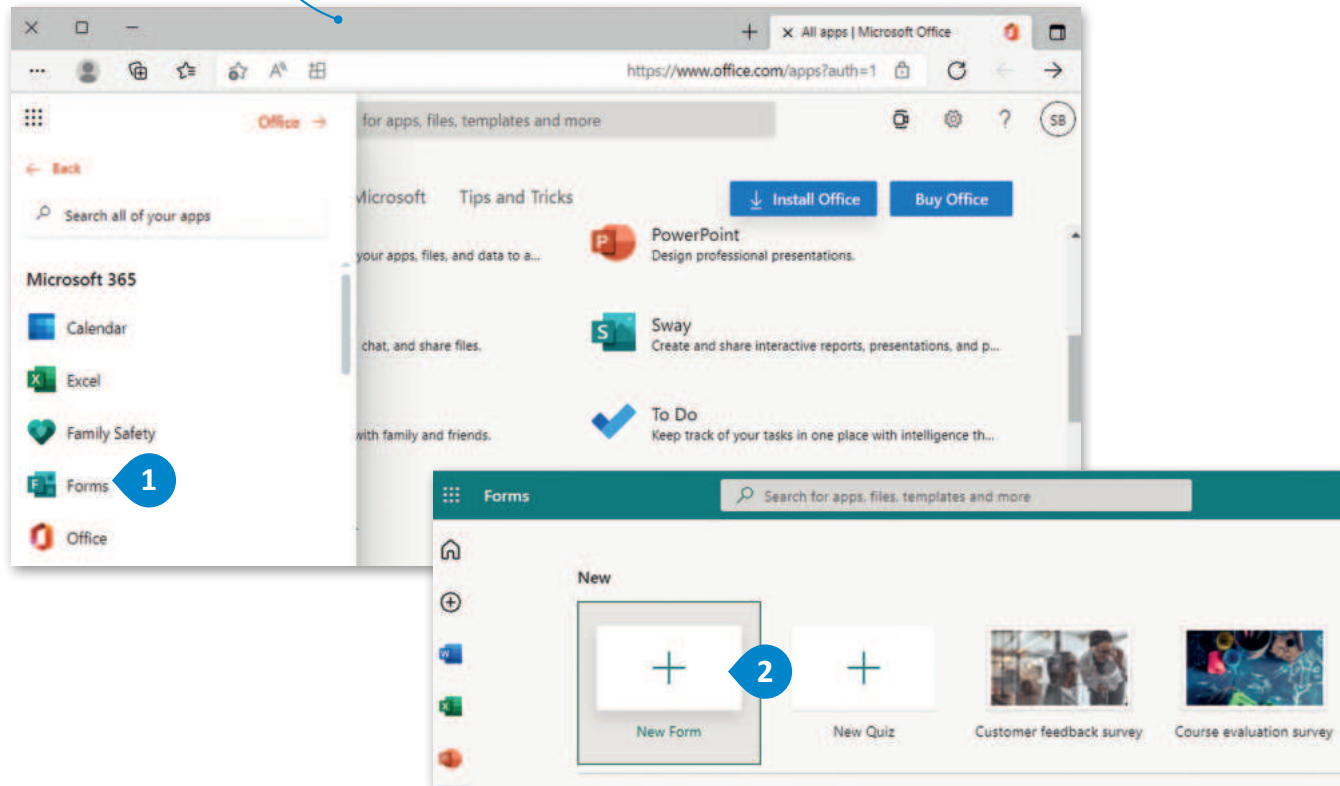 All apps | Microsoft Office
https://www.office.com/apps?auth=1
Office →
for apps, files, templates and more
SB
← Back
Search all of your apps
Microsoft 365
Calendar
Excel
Family Safety
Forms
1
Office
Microsoft
Tips and Tricks
Install Office
Buy Office
your apps, files, and data to a...
PowerPoint
Design professional presentations.
chat, and share files.
Sway
Create and share interactive reports, presentations, and p...
with family and friends.
To Do
Keep track of your tasks in one place with intelligence th...
Forms
Search for apps, files, templates and more
New
2
New Form
New Quiz
Customer feedback survey
Course evaluation survey